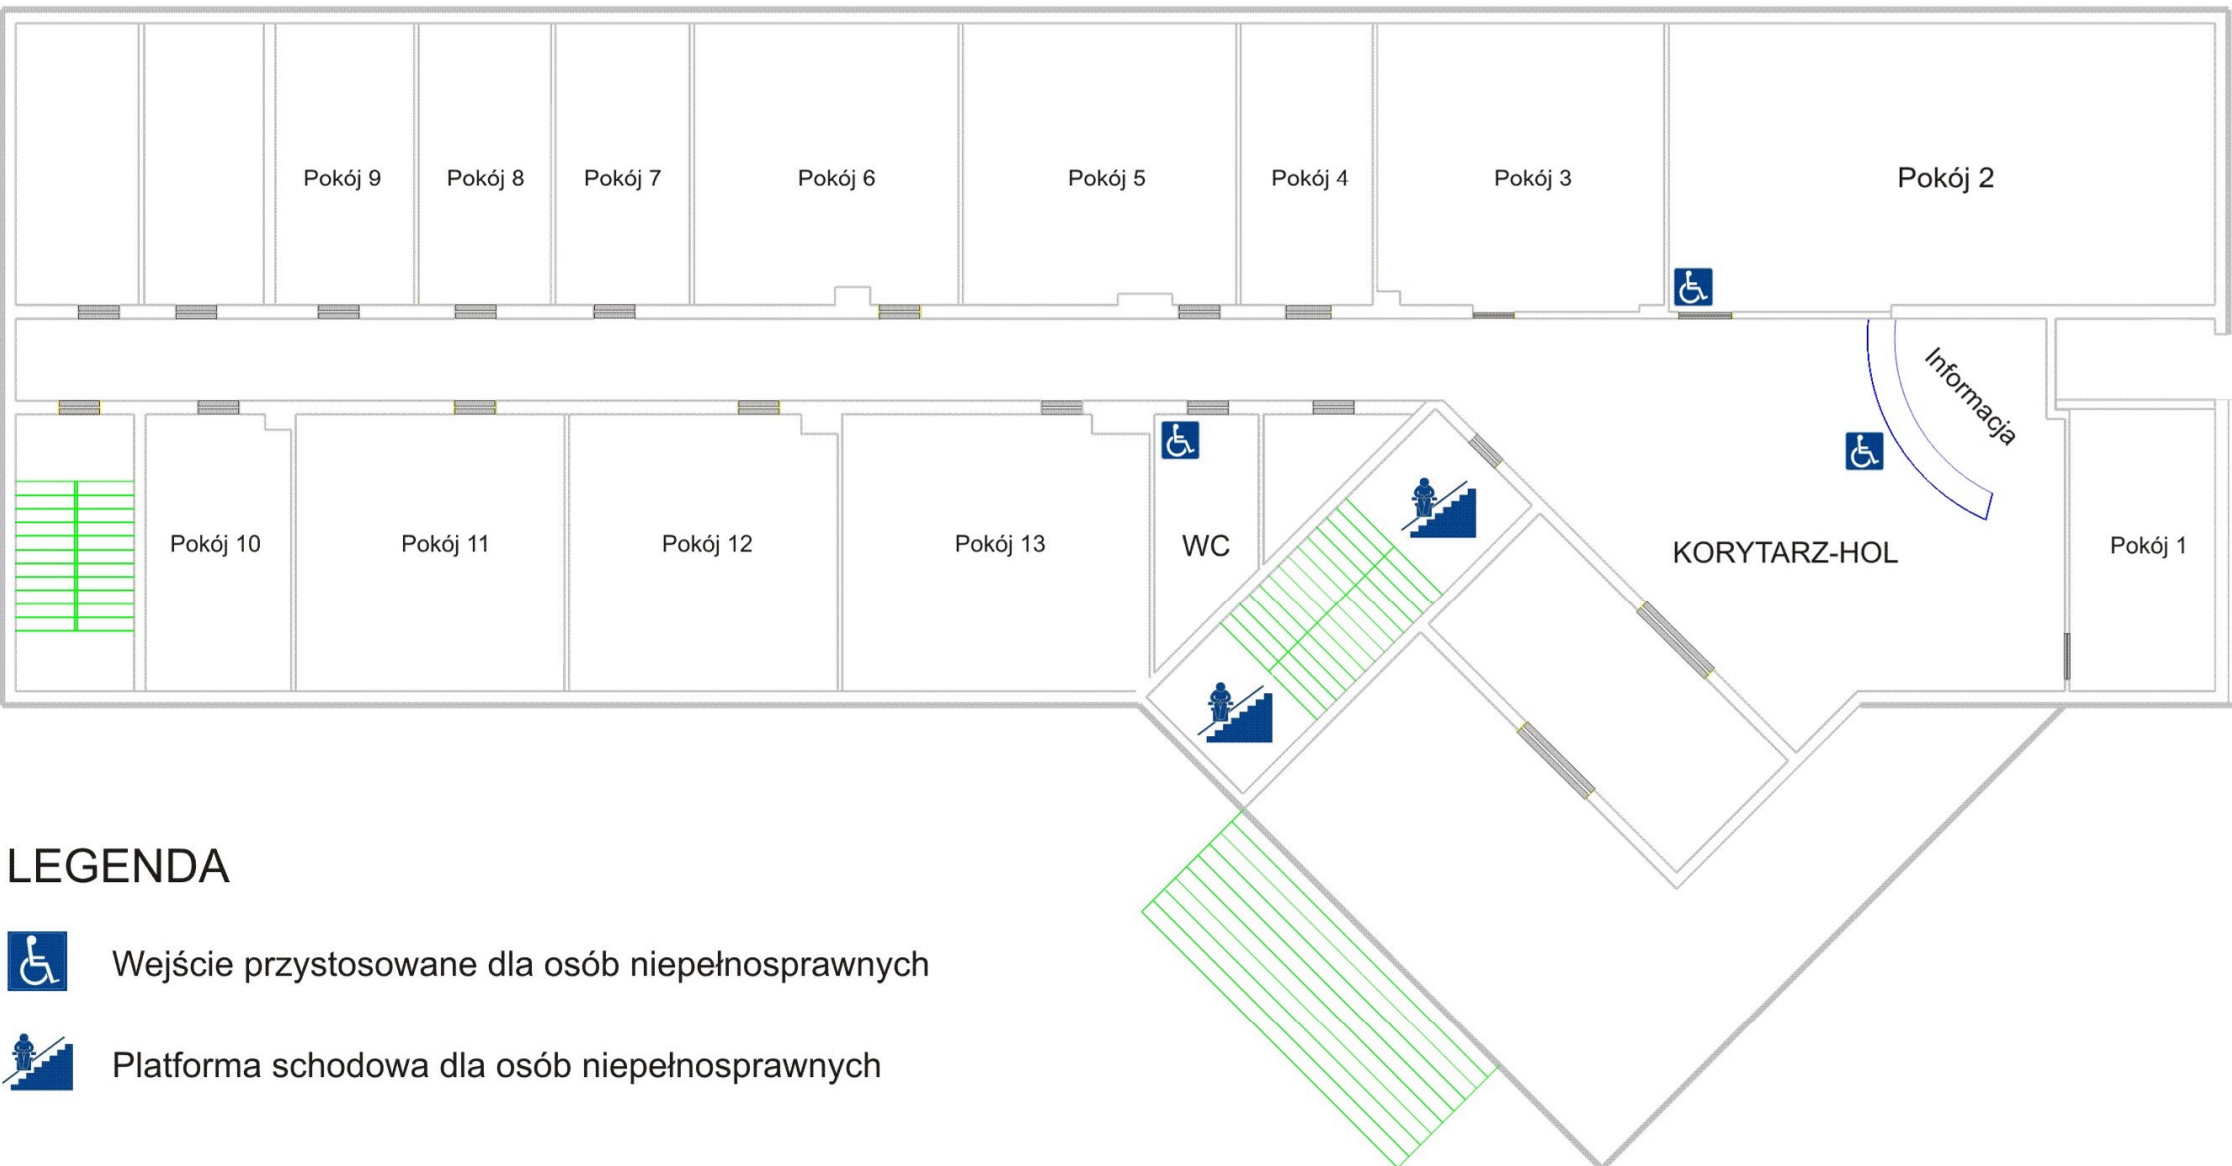 Pokój 9
Pokój 8
Pokój 7
Pokój 6
Pokój 5
Pokój 4
Pokój 3
Pokój 2
Informacja
Pokój 10
Pokój 11
Pokój 12
Pokój 13
WC
KORYTARZ-HOL
Pokój 1
LEGENDA
Wejście przystosowane dla osób niepełnosprawnych
Platforma schodowa dla osób niepełnosprawnych